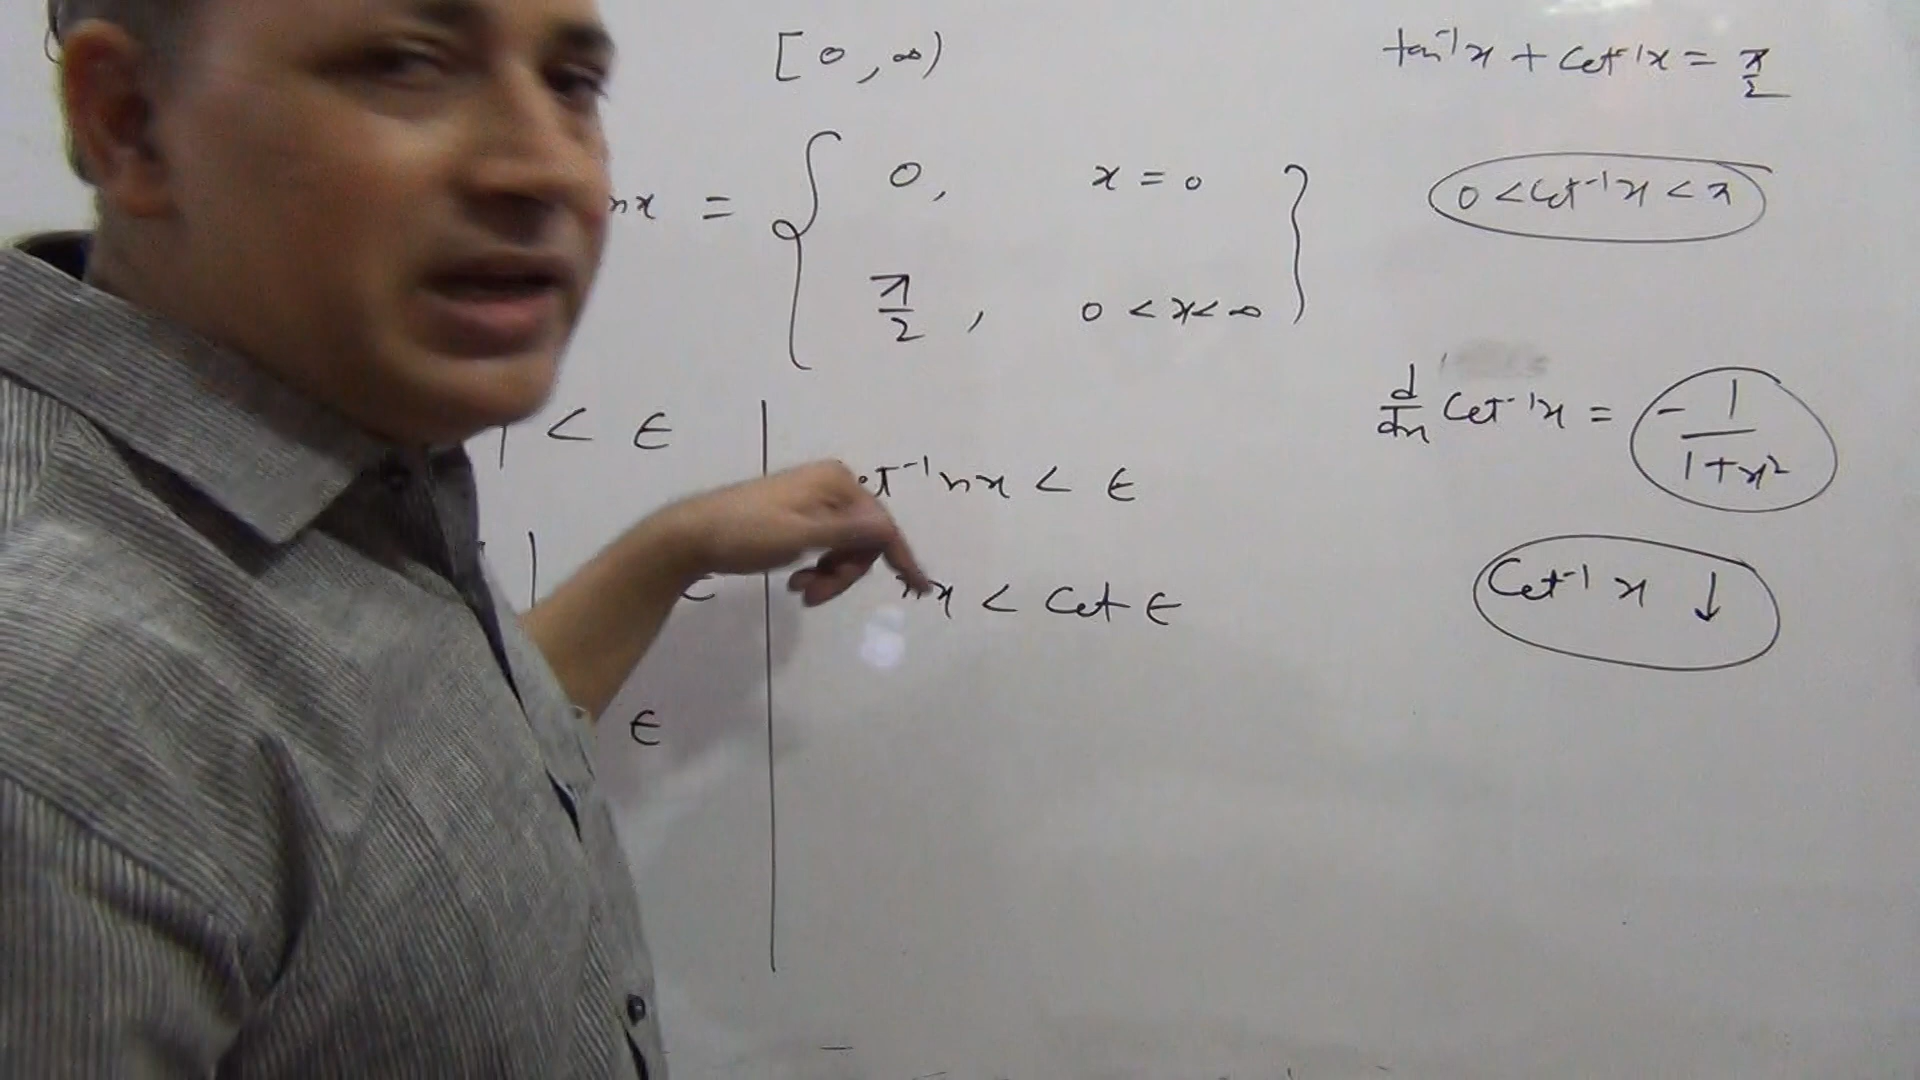 [0, ∞)
tan⁻¹x + Cot⁻¹x = π/2
nx = { 0, x = 0
π/2, 0 < x < ∞ }
0 < Cot⁻¹x < π
d/dx Cot⁻¹x = - 1/1+x²
< ϵ
ot⁻¹nx < ϵ
nx < Cot ϵ
Cot⁻¹x ↓
ϵ
ϵ